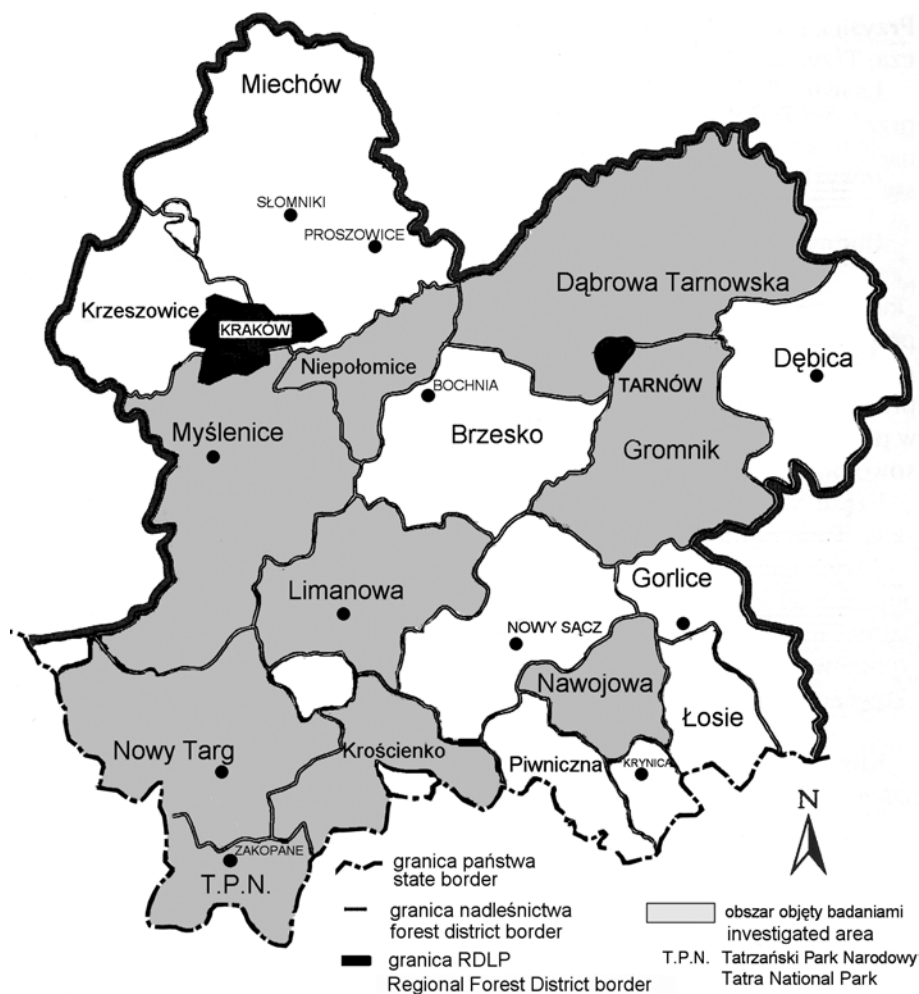 Miechów
SŁOMNIKI
PROSZOWICE
Dąbrowa Tarnowska
Krzeszowice
KRAKÓW
Niepołomice
Dębica
BOCHNIA
TARNÓW
Myślenice
Brzesko
Gromnik
Gorlice
Limanowa
NOWY SĄCZ
Nawojowa
Łosie
Nowy Targ
Krościenko
Piwniczna
KRYNICA
N
ZAKOPANE
T.P.N.
granica państwa
state border
granica nadleśnictwa
forest district border
granica RDLP
Regional Forest District border
obszar objęty badaniami
investigated area
T.P.N. Tatrzański Park Narodowy
Tatra National Park